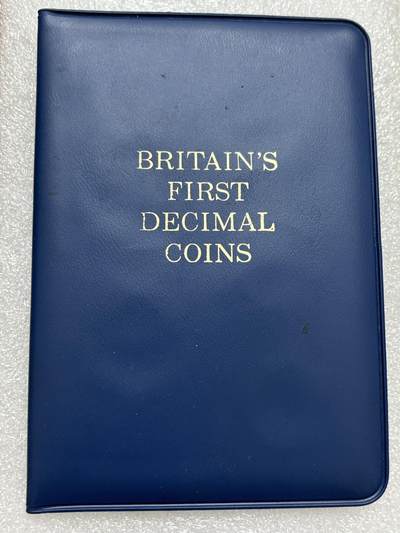 BRITAIN'S
FIRST
DECIMAL
COINS